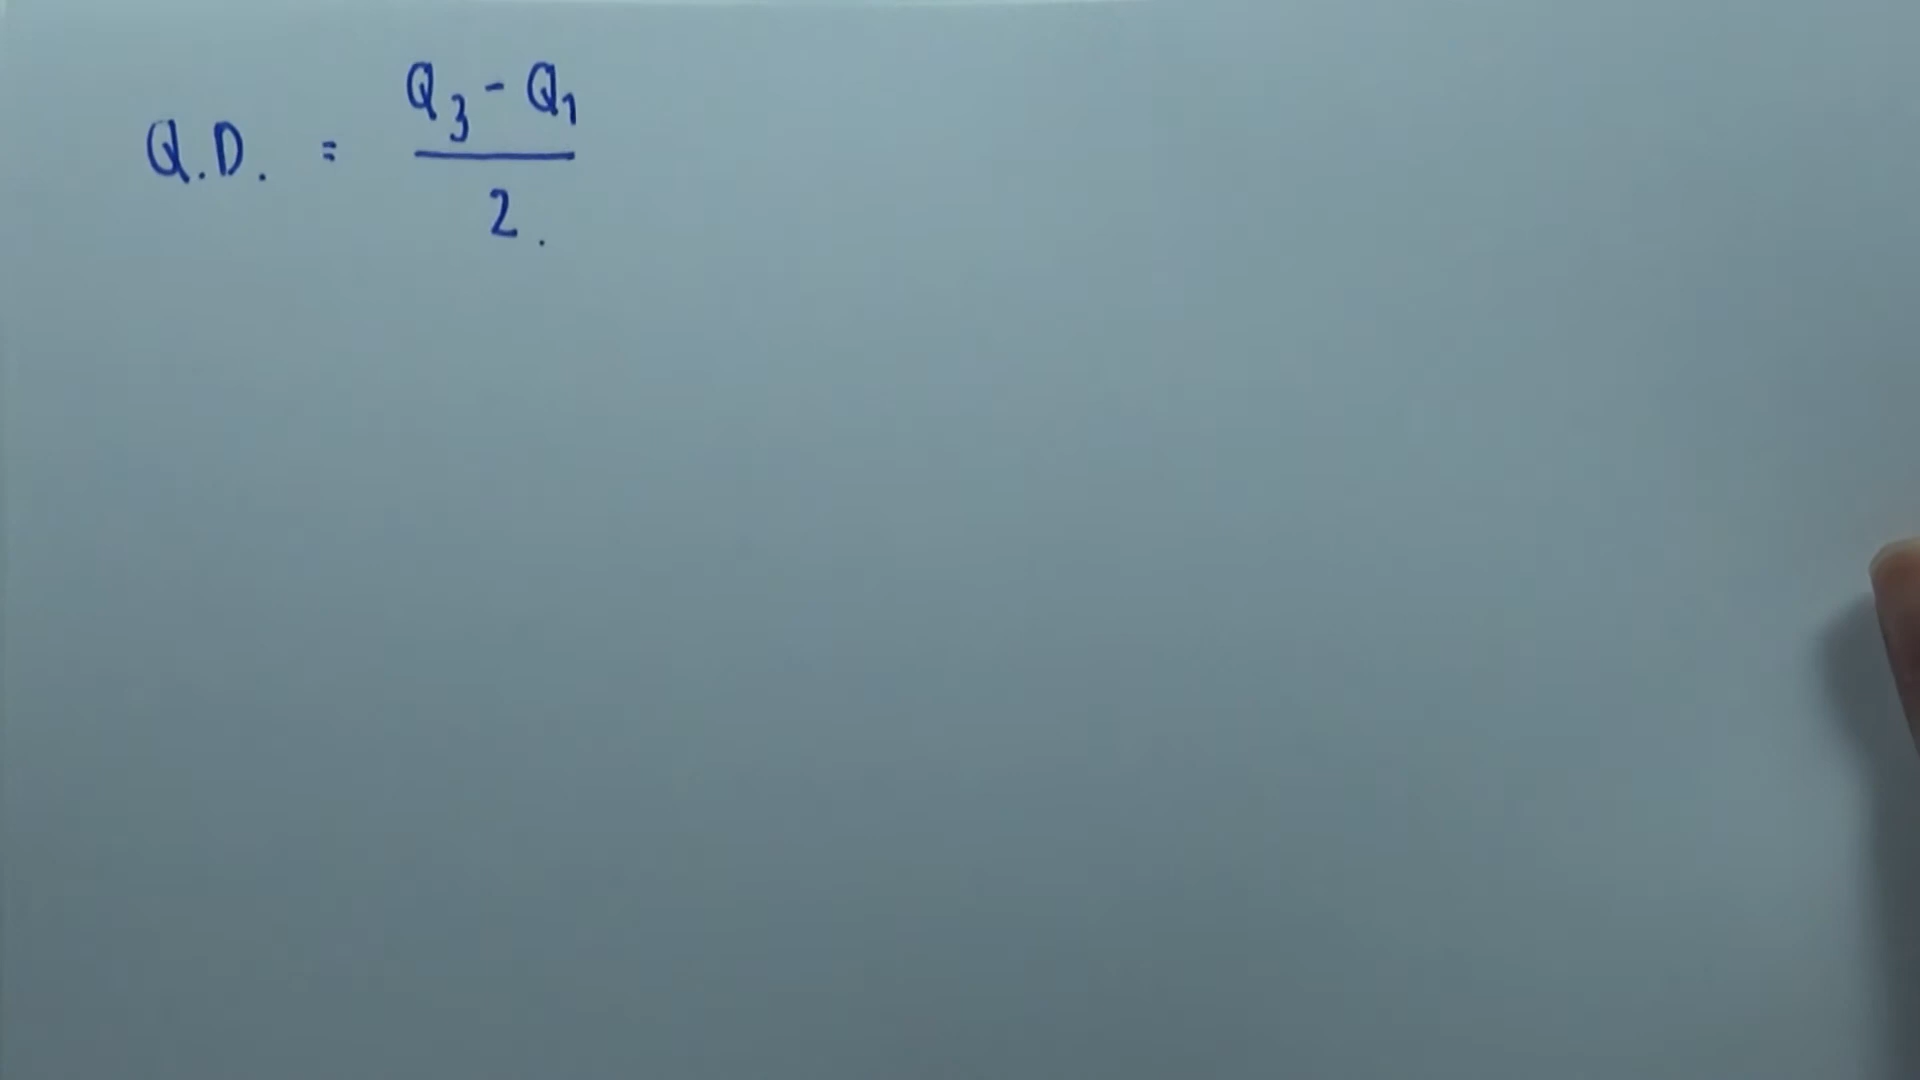 Q.D. = (Q₃ - Q₁) / 2.